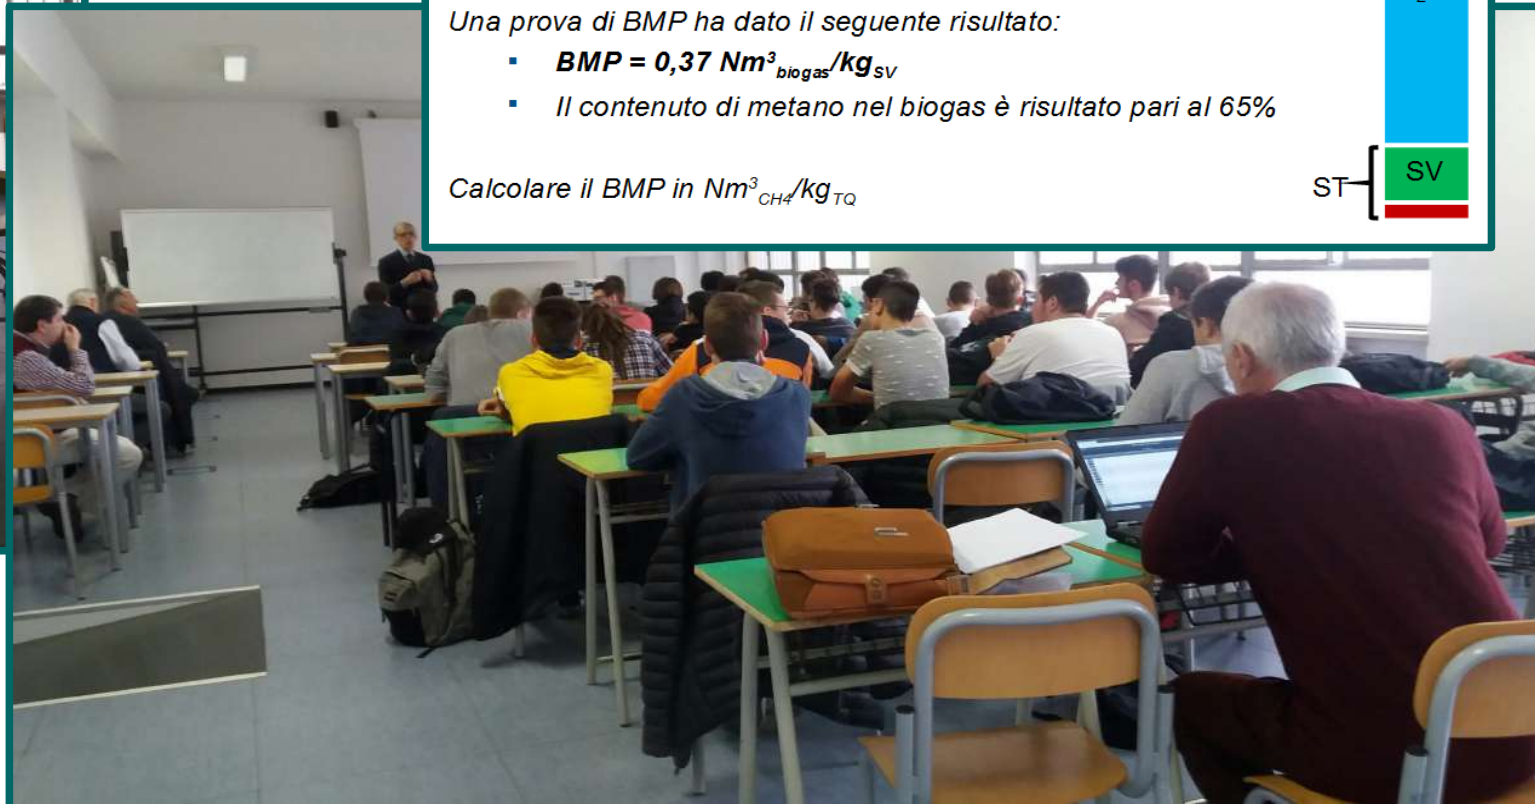 Una prova di BMP ha dato il seguente risultato:
▪ BMP = 0,37 Nm³biogas/kgSV
▪ Il contenuto di metano nel biogas è risultato pari al 65%
Calcolare il BMP in Nm³CH4/kgTQ
ST
SV